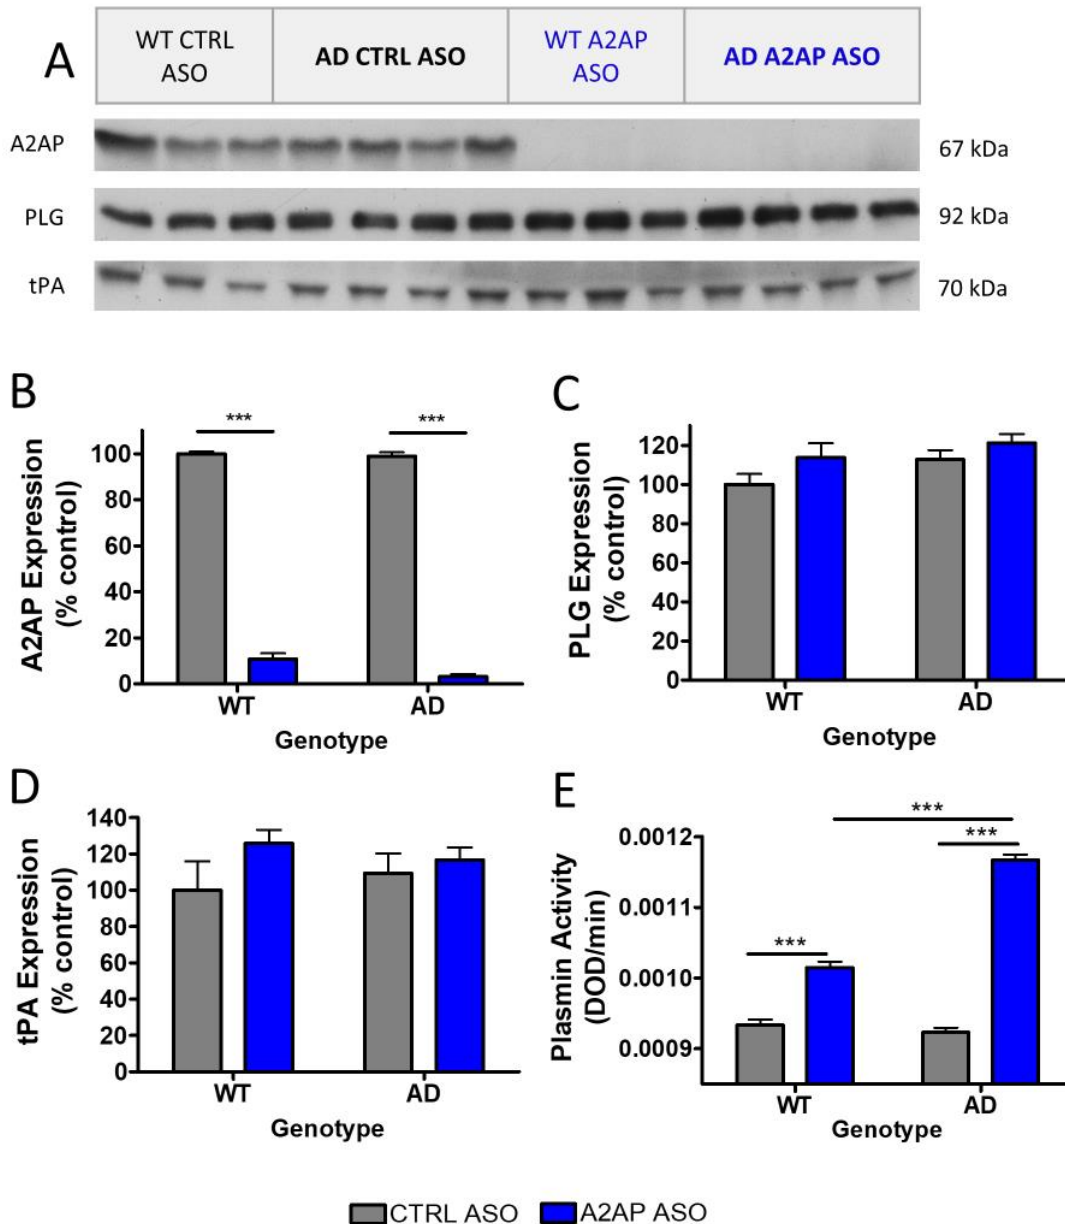 A
WT CTRL
ASO
AD CTRL ASO
WT A2AP
ASO
AD A2AP ASO
A2AP
67 kDa
PLG
92 kDa
tPA
70 kDa
B
A2AP Expression
(% control)
100
80
60
40
20
0
***
***
WT
AD
Genotype
C
PLG Expression
(% control)
120
100
80
60
40
20
0
WT
AD
Genotype
D
tPA Expression
(% control)
140
120
100
80
60
40
20
0
WT
AD
Genotype
E
Plasmin Activity
(DOD/min)
0.0012
0.0011
0.0010
0.0009
***
***
***
WT
AD
Genotype
CTRL ASO
A2AP ASO